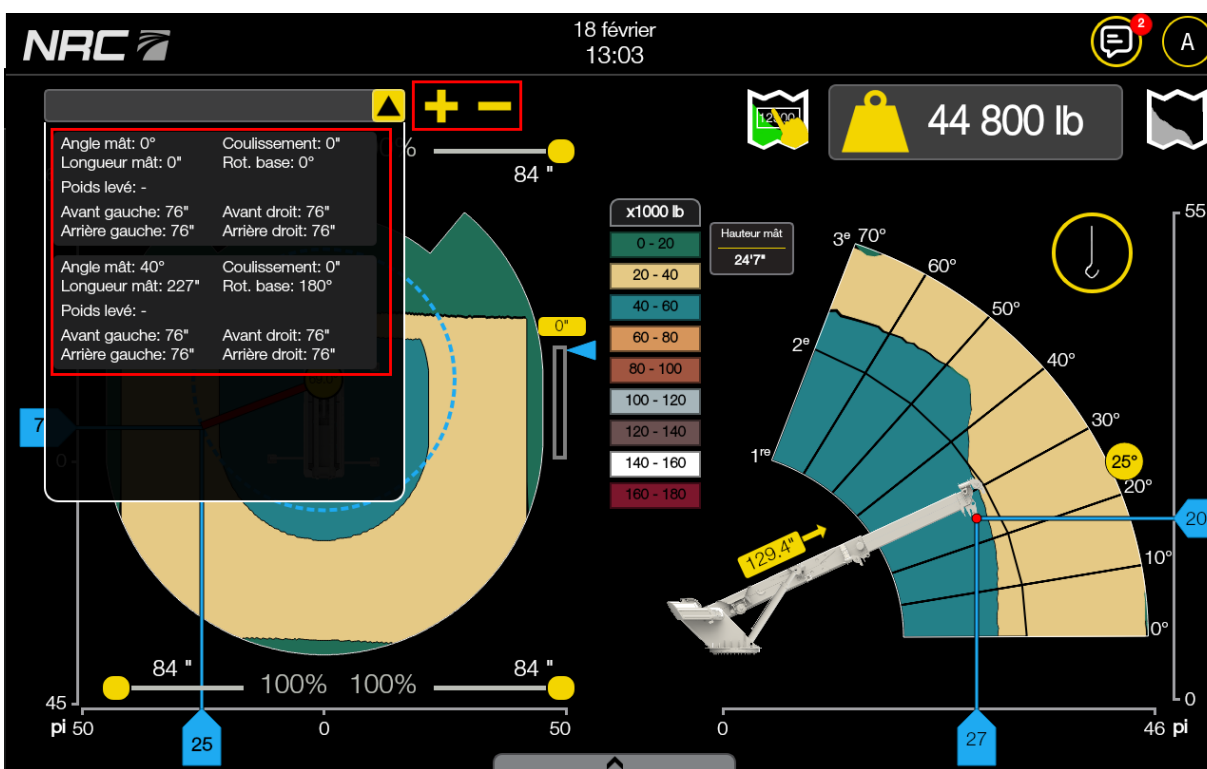 NRC
18 février
13:03
2
A
44 800 lb
84 "
Angle mât: 0° Coulissement: 0"
Longueur mât: 0" Rot. base: 0°
Poids levé: -
Avant gauche: 76" Avant droit: 76"
Arrière gauche: 76" Arrière droit: 76"
Angle mât: 40° Coulissement: 0"
Longueur mât: 227" Rot. base: 180°
Poids levé: -
Avant gauche: 76" Avant droit: 76"
Arrière gauche: 76" Arrière droit: 76"
7
0
0"
x1000 lb
0 - 20
20 - 40
40 - 60
60 - 80
80 - 100
100 - 120
120 - 140
140 - 160
160 - 180
Hauteur mât
24'7"
3e 70°
60°
50°
40°
30°
25°
20°
10°
0°
2e
1re
129.4"
55
20
0
84 " 100% 100% 84 "
45
pi 50 0 50
25
0 46 pi
27